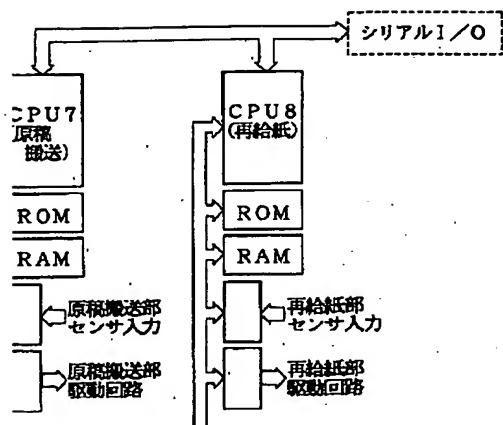 シリアルI/O
CPU7
(原稿
搬送)
ROM
RAM
原稿搬送部
センサ入力
原稿搬送部
駆動回路
CPU8
(再給紙)
ROM
RAM
再給紙部
センサ入力
再給紙部
駆動回路